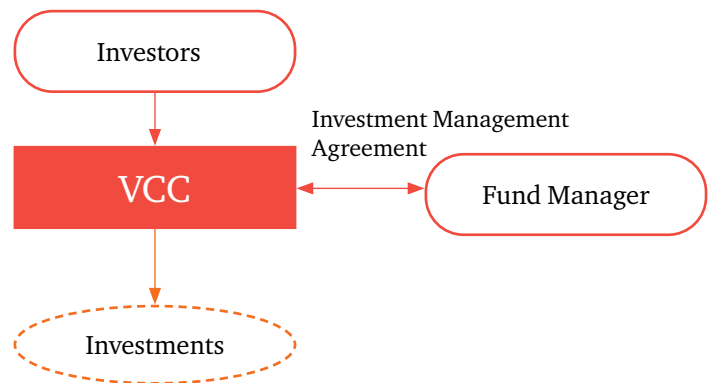 Investors
Investment Management
Agreement
VCC
Fund Manager
Investments